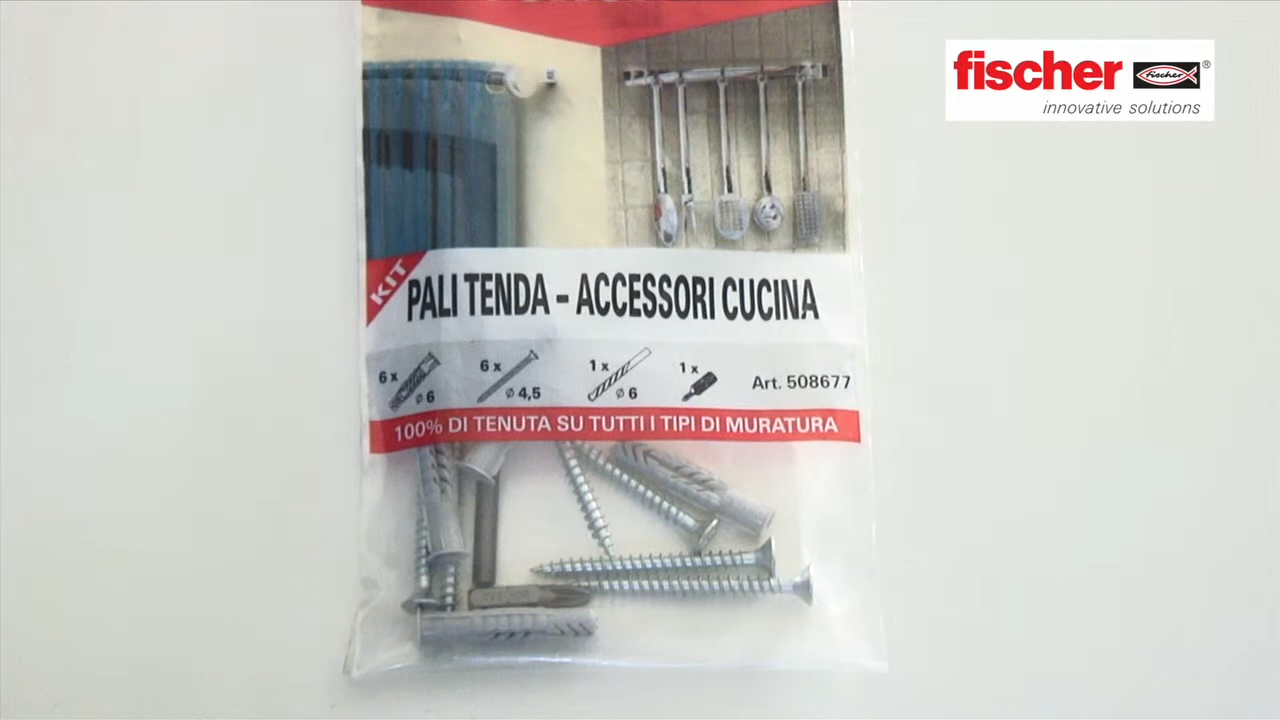 fischer
fischer ®
innovative solutions
KIT
PALI TENDA – ACCESSORI CUCINA
6 x
ø 6
6 x
ø 4,5
1 x
ø 6
1 x
Art. 508677
100% DI TENUTA SU TUTTI I TIPI DI MURATURA